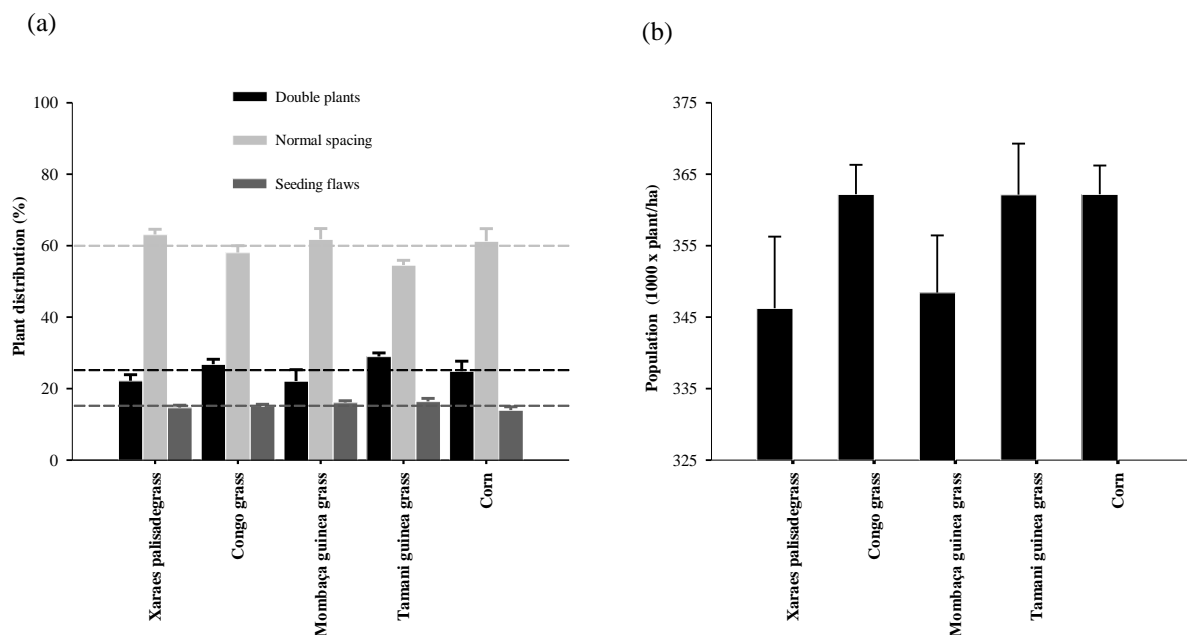 (a)
Double plants
Normal spacing
Seeding flaws
Plant distribution (%)
100
80
60
40
20
0
Xaraes palisadegrass
Congo grass
Mombaça guinea grass
Tamani guinea grass
Corn
(b)
Population (1000 x plant/ha)
375
365
355
345
335
325
Xaraes palisadegrass
Congo grass
Mombaça guinea grass
Tamani guinea grass
Corn